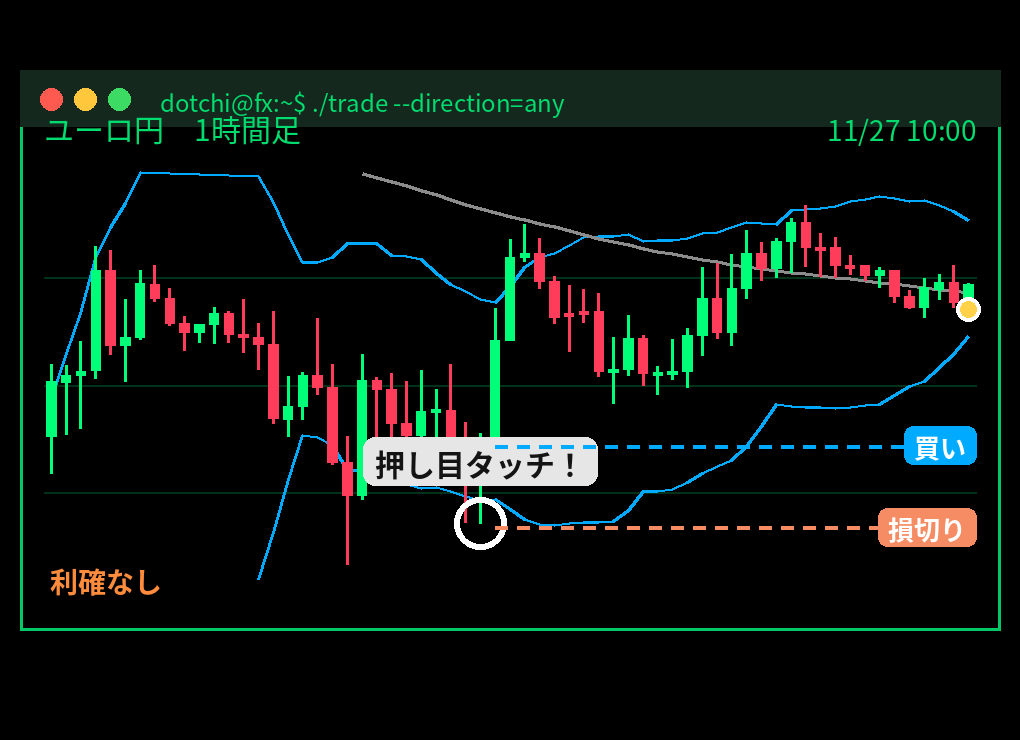 dotchi@fx:~$ ./trade --direction=any
ユーロ円 1時間足
11/27 10:00
買い
押し目タッチ！
損切り
利確なし